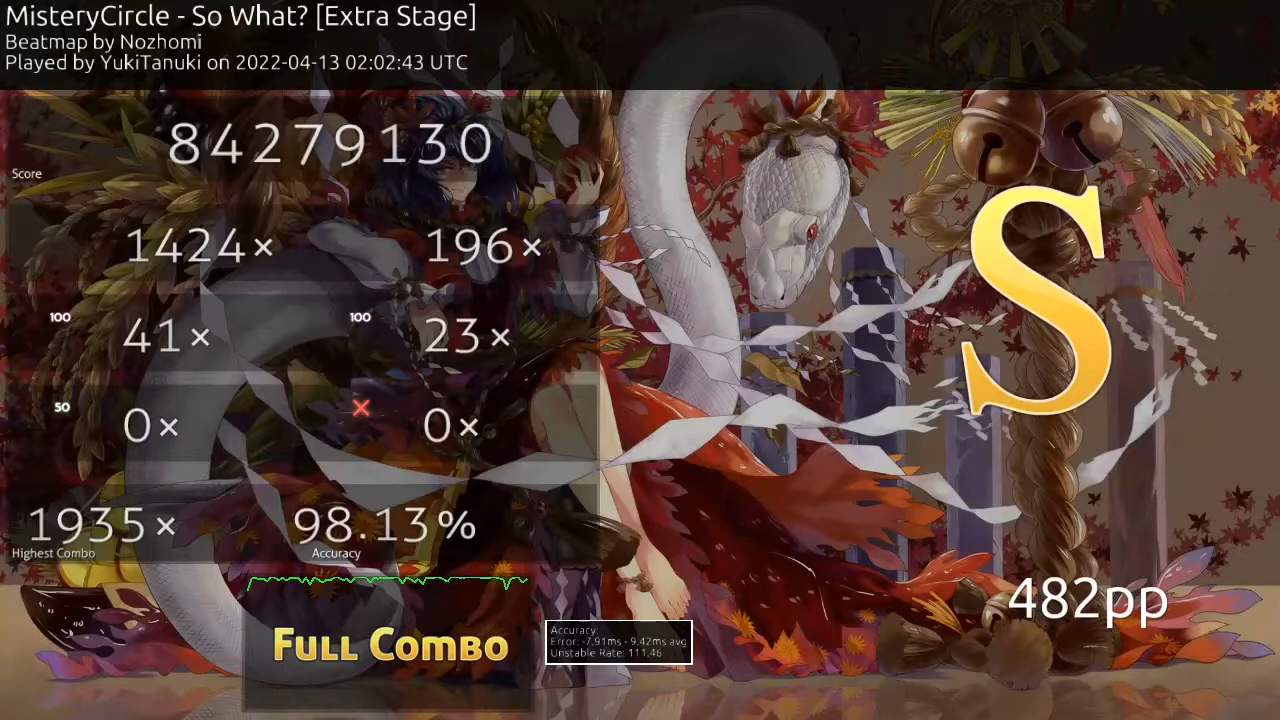 MisteryCircle - So What? [Extra Stage]
Beatmap by Nozhomi
Played by YukiTanuki on 2022-04-13 02:02:43 UTC
84279130
Score
1424× 196×
100 41× 100 23×
50 0× X 0×
1935× 98.13%
Highest Combo Accuracy
482pp
FULL COMBO
Accuracy:
Error: -7.91ms - 9.42ms avg
Unstable Rate: 111.46
S